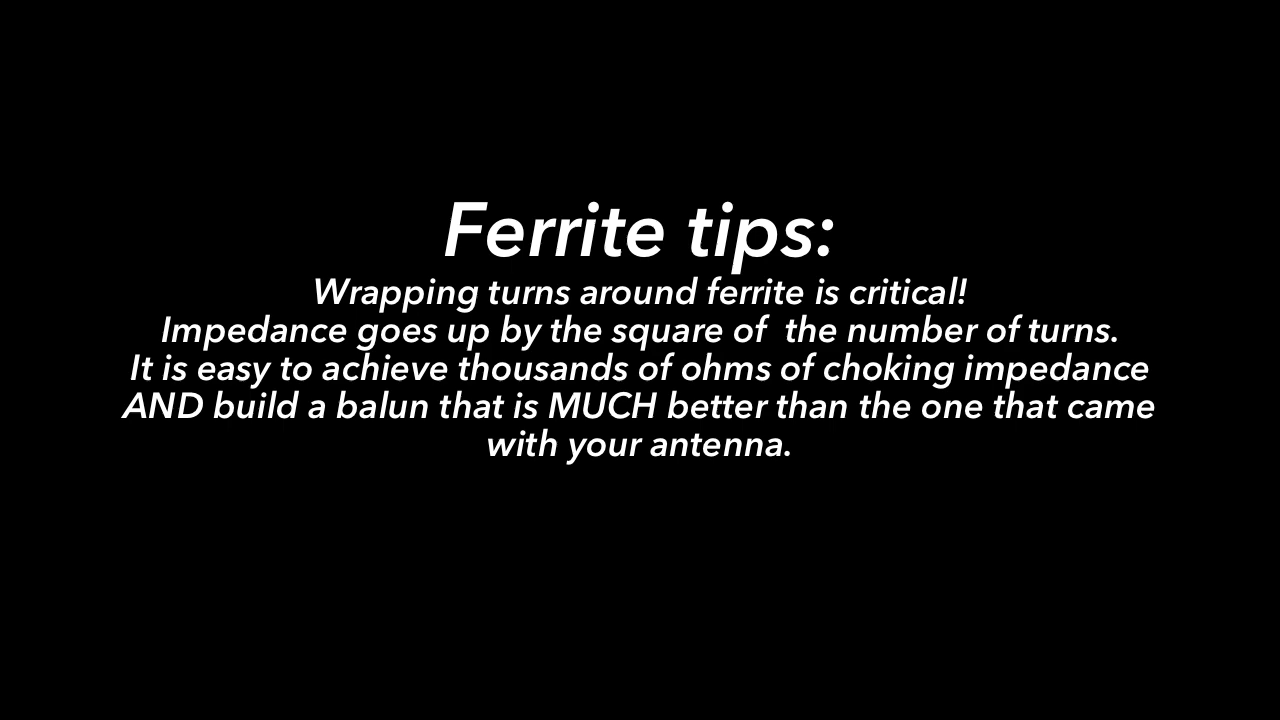 Ferrite tips:
Wrapping turns around ferrite is critical!
Impedance goes up by the square of  the number of turns.
It is easy to achieve thousands of ohms of choking impedance
AND build a balun that is MUCH better than the one that came
with your antenna.